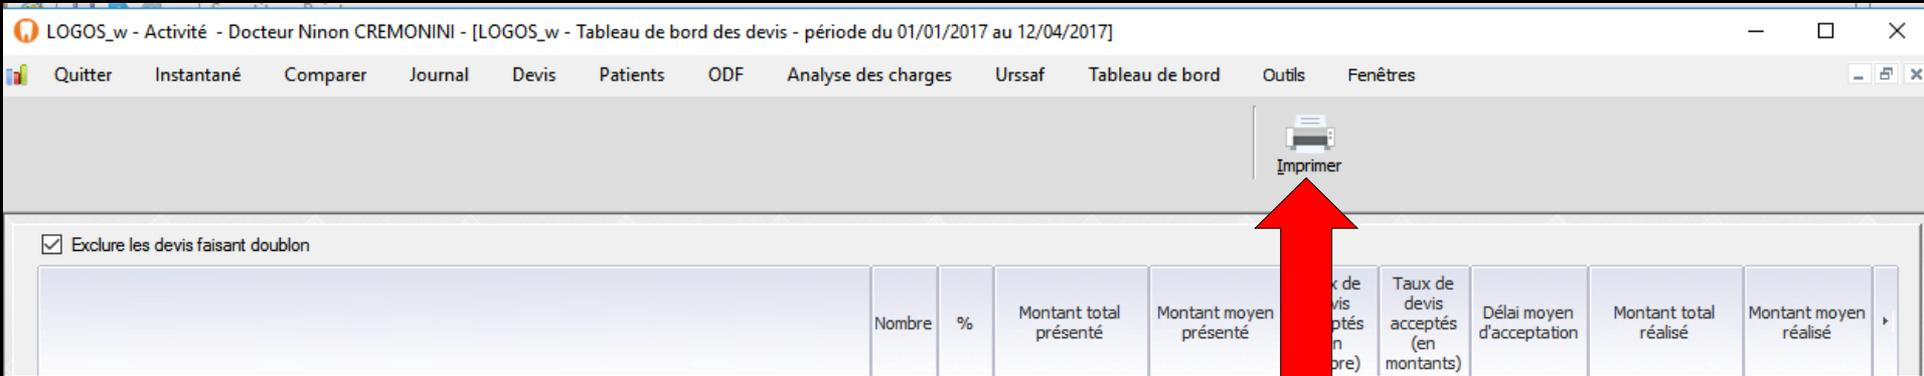 LOGOS_w - Activité - Docteur Ninon CREMONINI - [LOGOS_w - Tableau de bord des devis - période du 01/01/2017 au 12/04/2017]
Quitter Instantané Comparer Journal Devis Patients ODF Analyse des charges Urssaf Tableau de bord Outils Fenêtres
Imprimer
Exclure les devis faisant doublon
Nombre
%
Montant total
présenté
Montant moyen
présenté
de
Taux de
devis
acceptés
(en
montants)
Délai moyen
d'acceptation
Montant total
réalisé
Montant moyen
réalisé